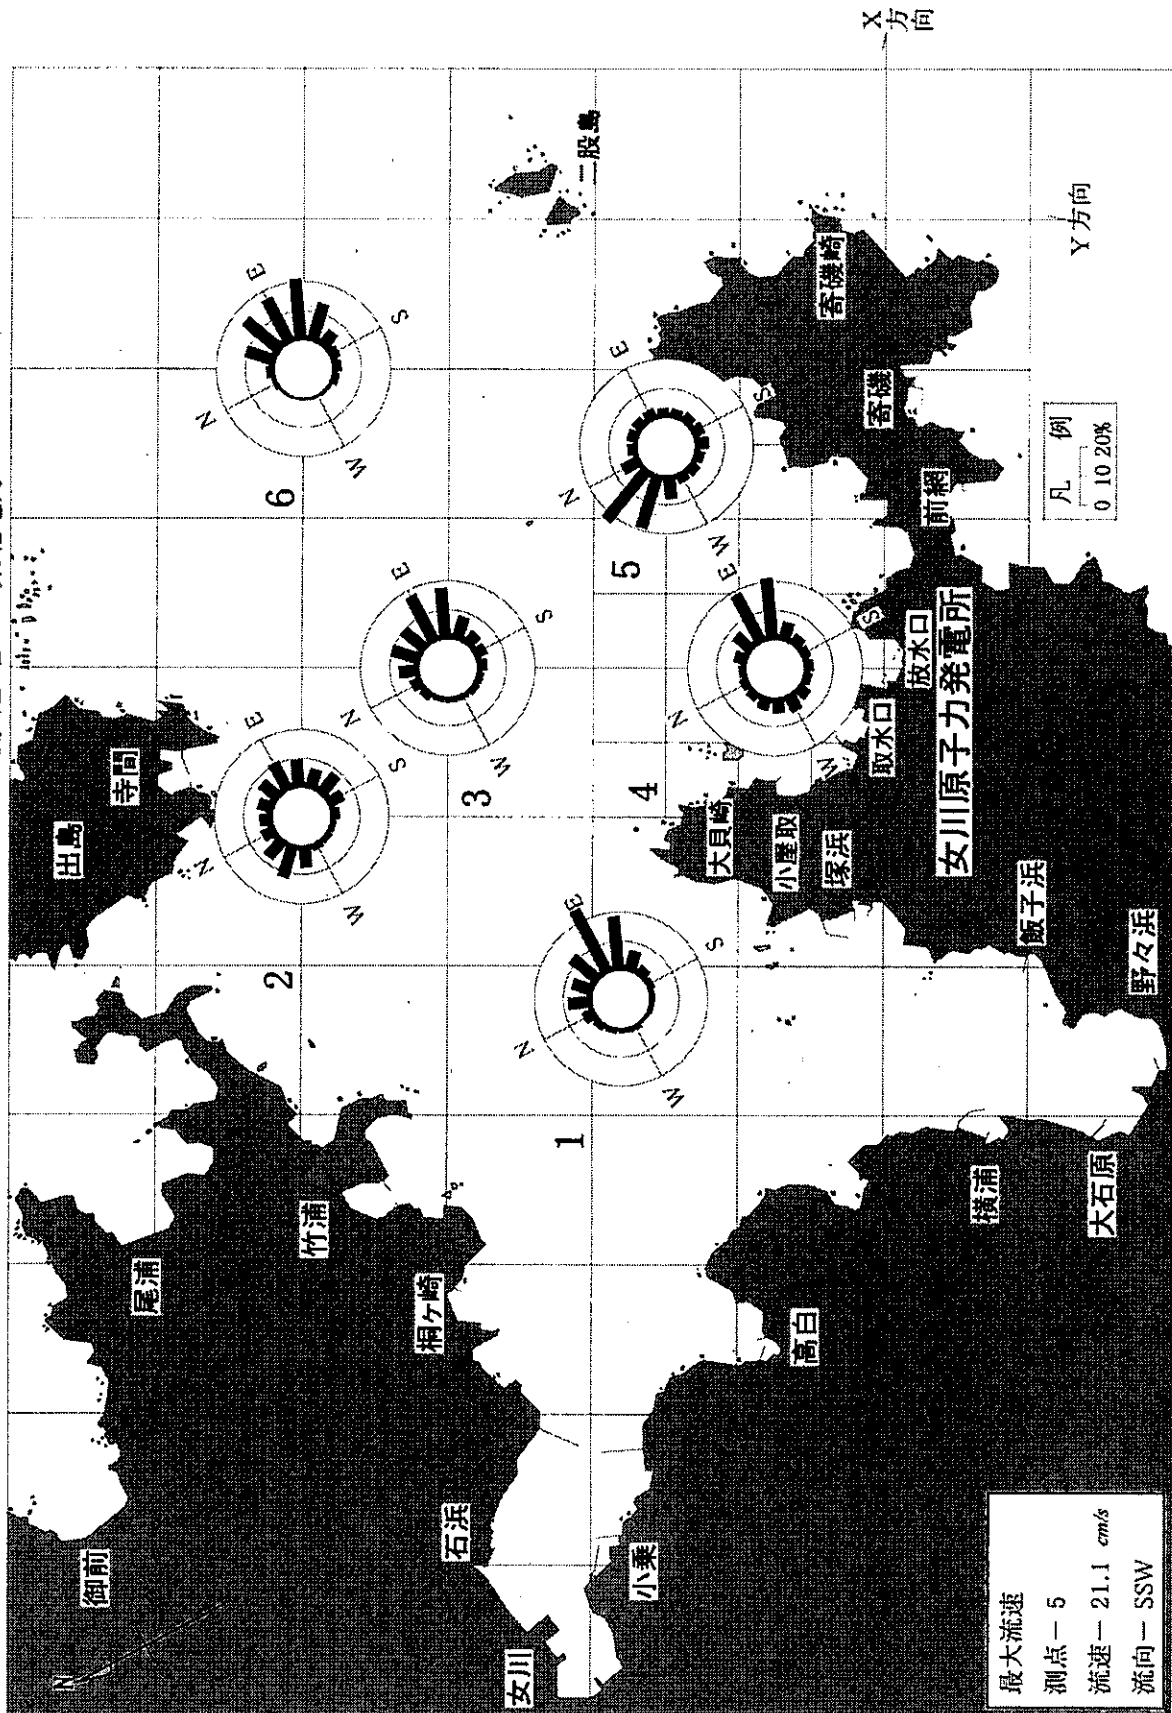 X方向
Y方向
二股島
寄磯崎
寄磯
前網
凡 例
0 10 20%
放水口
取水口
女川原子力発電所
出島
寺間
大貝崎
小屋取
塚浜
飯子浜
野々浜
尾浦
竹浦
桐ヶ崎
横浦
大石原
高白
御前
石浜
小乗
女川
N
1
N
E
S
W
2
N
E
S
W
3
N
E
S
W
4
N
E
S
W
5
N
E
S
W
6
N
E
S
W
最大流速
測点－5
流速－21.1 cm/s
流向－SSW